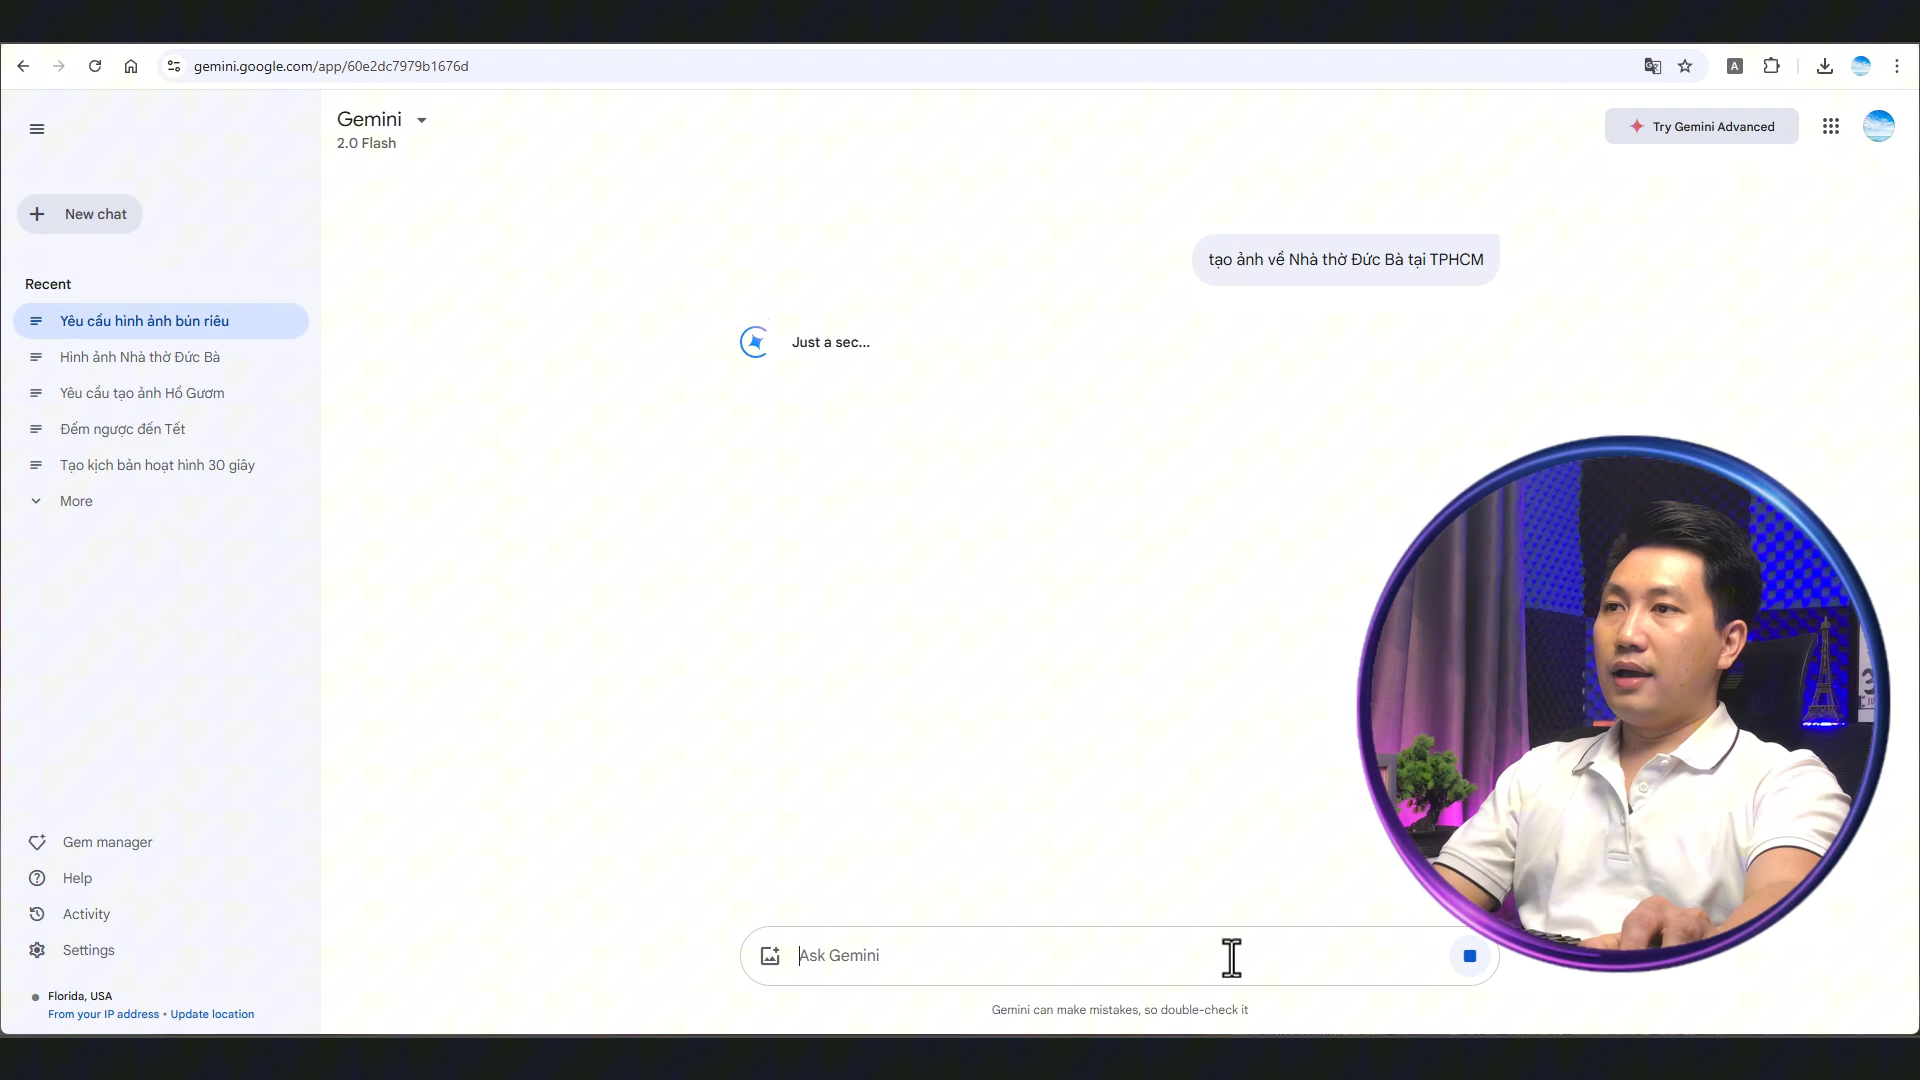 gemini.google.com/app/60e2dc7979b1676d
A
Gemini
2.0 Flash
Try Gemini Advanced
New chat
tạo ảnh về Nhà thờ Đức Bà tại TPHCM
Recent
Yêu cầu hình ảnh bún riêu
Just a sec...
Hình ảnh Nhà thờ Đức Bà
Yêu cầu tạo ảnh Hồ Gươm
Đếm ngược đến Tết
Tạo kịch bản hoạt hình 30 giây
More
Gem manager
Help
Activity
Settings
Ask Gemini
Florida, USA
From your IP address • Update location
Gemini can make mistakes, so double-check it